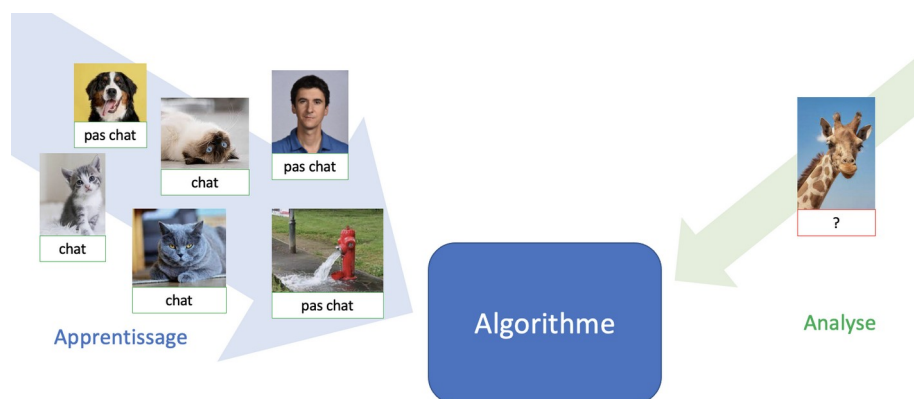 pas chat
chat
pas chat
chat
chat
pas chat
?
Algorithme
Apprentissage
Analyse